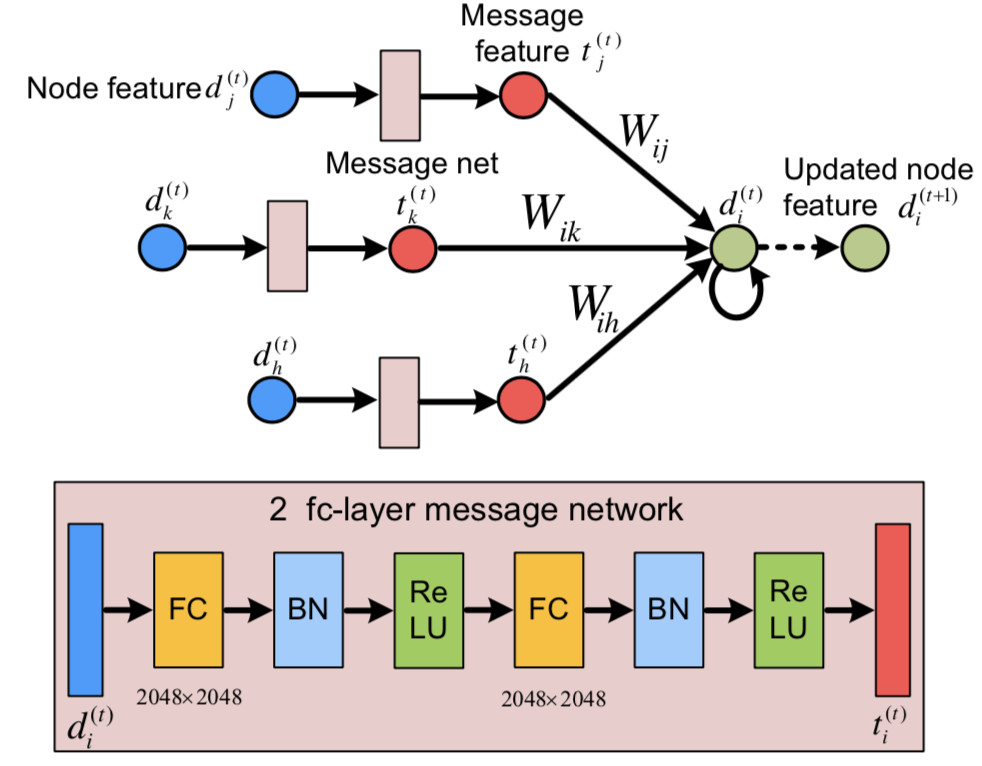 Message
feature t_j^(t)
Node feature d_j^(t)
W_ij
Message net
Updated node
feature d_i^(t+1)
d_k^(t)
t_k^(t)
W_ik
d_i^(t)
W_ih
d_h^(t)
t_h^(t)
2 fc-layer message network
FC
BN
Re
LU
FC
BN
Re
LU
2048×2048
2048×2048
d_i^(t)
t_i^(t)